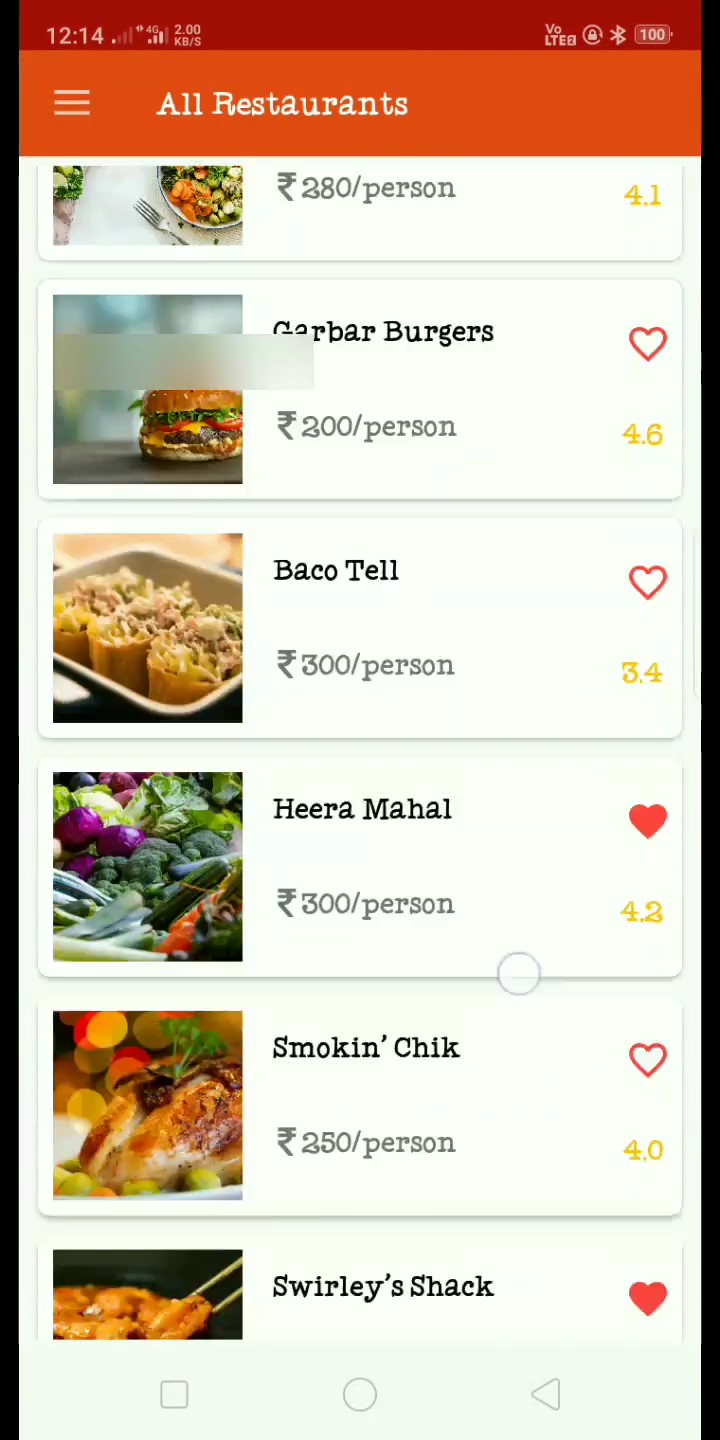 12:14 4G 2.00 KB/S Vo LTE2 100
All Restaurants
₹280/person 4.1
Garbar Burgers
₹200/person 4.6
Baco Tell
₹300/person 3.4
Heera Mahal
₹300/person 4.2
Smokin' Chik
₹250/person 4.0
Swirley's Shack